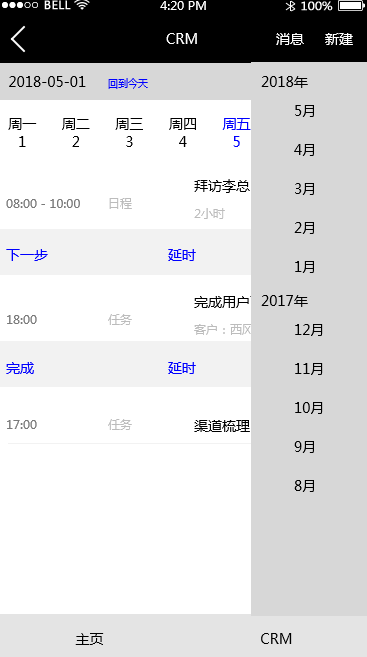 BELL 4:20 PM 100%
CRM 消息 新建
2018-05-01 回到今天
周一 周二 周三 周四 周五
1 2 3 4 5
拜访李总
08:00 - 10:00 日程
2小时
下一步 延时
完成用户
18:00 任务
客户：西风
完成 延时
17:00 任务 渠道梳理
2018年
5月
4月
3月
2月
1月
2017年
12月
11月
10月
9月
8月
主页 CRM